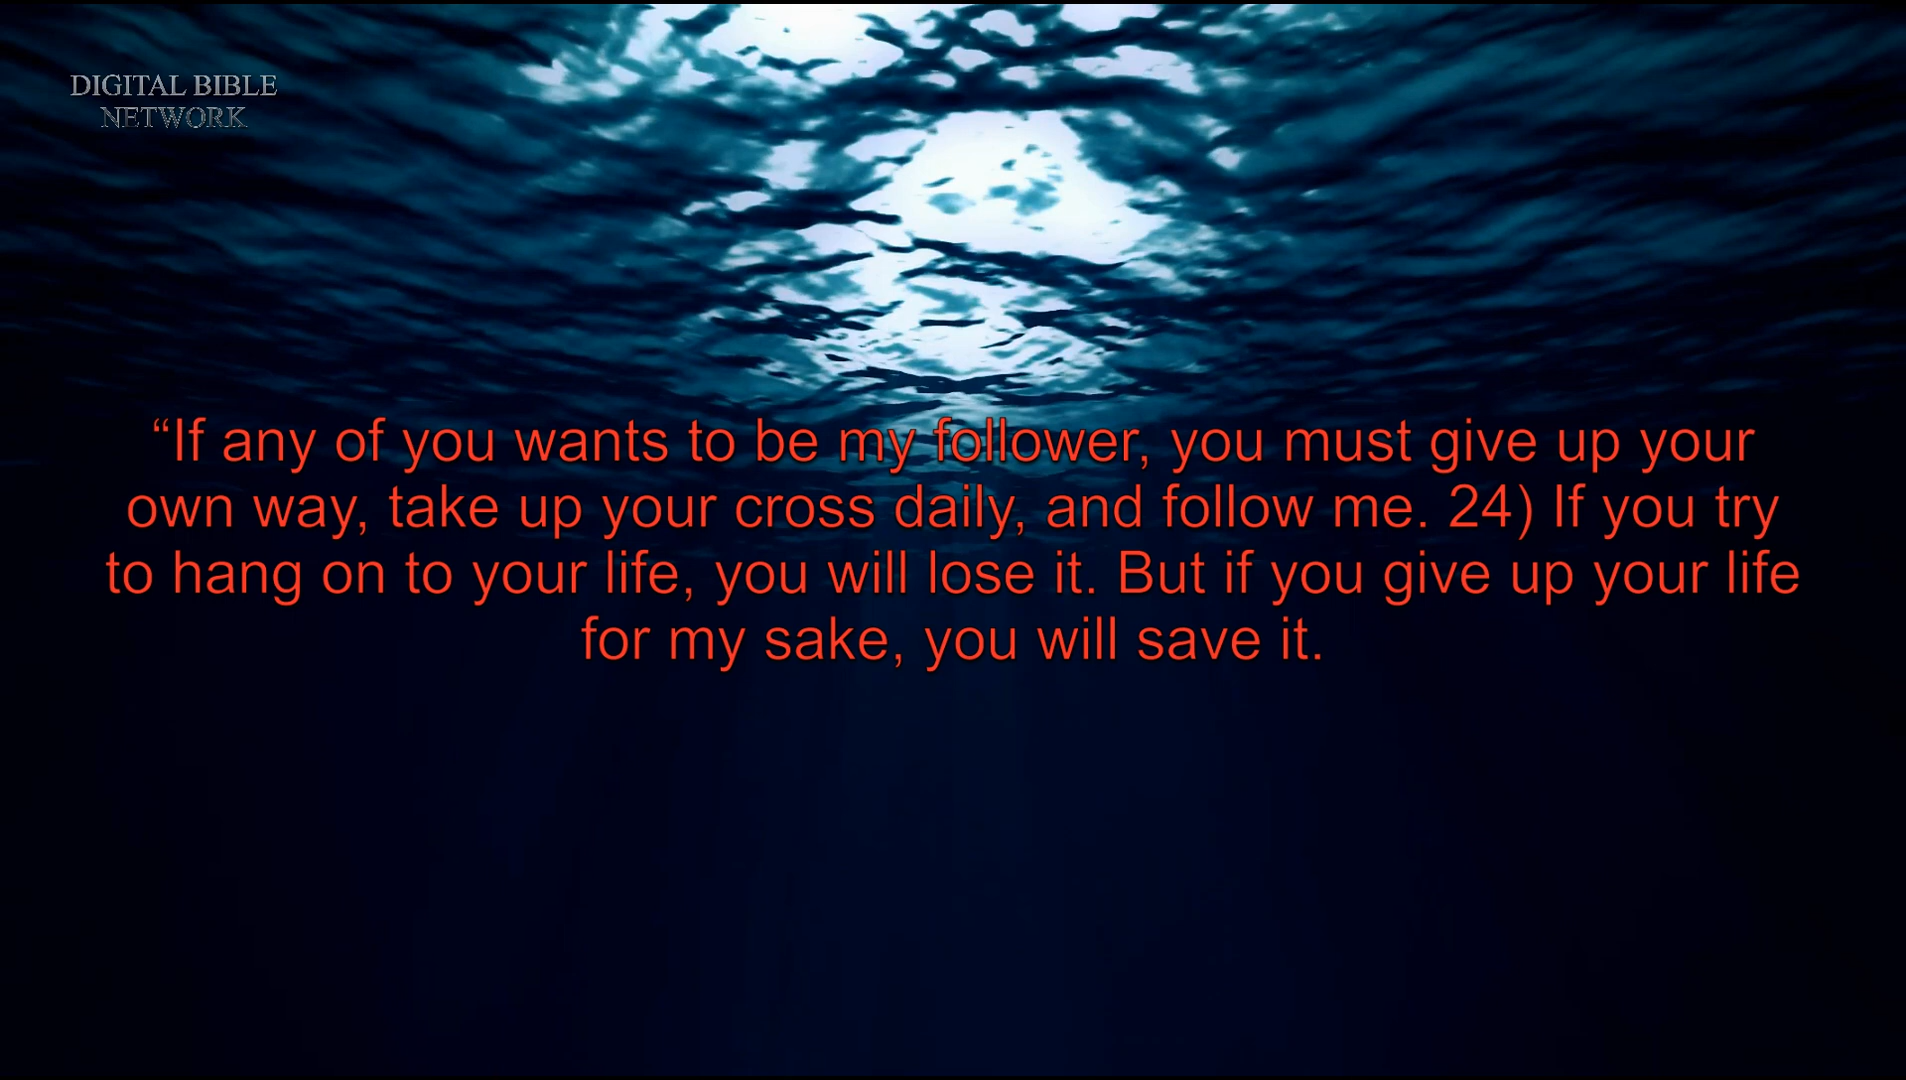 DIGITAL BIBLE
NETWORK
“If any of you wants to be my follower, you must give up your
own way, take up your cross daily, and follow me. 24) If you try
to hang on to your life, you will lose it. But if you give up your life
for my sake, you will save it.